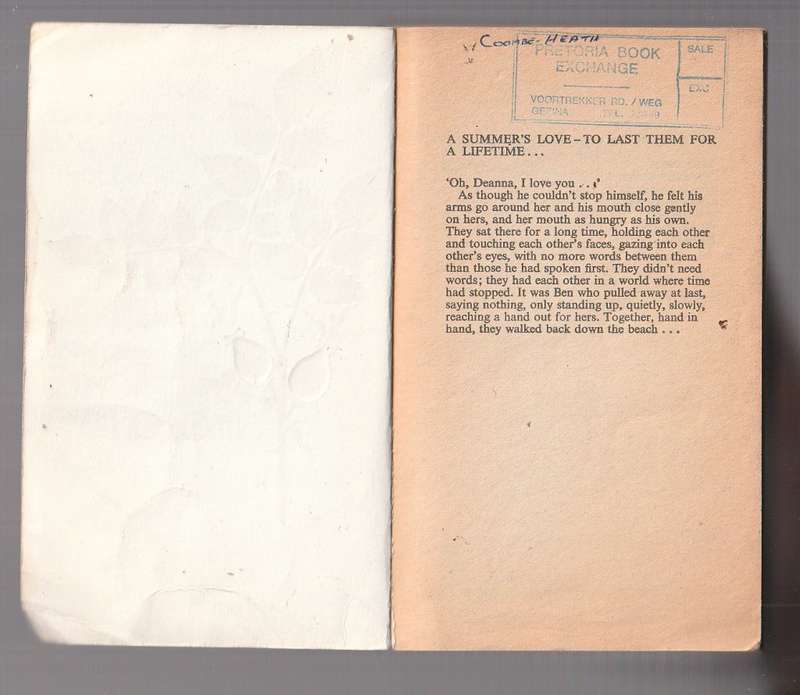 Coombe-Heath
PRETORIA BOOK
EXCHANGE
SALE
EXC
VOORTREKKER RD. / WEG
GEZINA TEL.
A SUMMER'S LOVE – TO LAST THEM FOR
A LIFETIME . . .
'Oh, Deanna, I love you . . .'
As though he couldn't stop himself, he felt his
arms go around her and his mouth close gently
on hers, and her mouth as hungry as his own.
They sat there for a long time, holding each other
and touching each other's faces, gazing into each
other's eyes, with no more words between them
than those he had spoken first. They didn't need
words; they had each other in a world where time
had stopped. It was Ben who pulled away at last,
saying nothing, only standing up, quietly, slowly,
reaching a hand out for hers. Together, hand in
hand, they walked back down the beach . . .